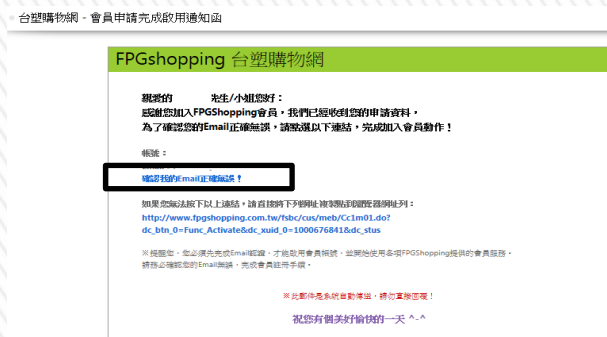 台塑購物網 - 會員申請完成啟用通知函
FPGshopping 台塑購物網
親愛的 先生/小姐您好：
感謝您加入FPGShopping會員，我們已經收到您的申請資料，
為了確認您的Email正確無誤，請點選以下連結，完成加入會員動作！
帳號：
確認我的Email正確無誤！
如果您無法按下以上連結，請直接將下列網址複製貼到瀏覽器網址列：
http://www.fpgshopping.com.tw/fsbc/cus/meb/Cc1m01.do?
dc_btn_0=Func_Activate&dc_xuid_0=1000676841&dc_stus
※提醒您，您必須先完成Email認證，才能啟用會員帳號，並開始使用各項FPGShopping提供的會員服務，
請務必確認您的Email無誤，完成會員註冊手續。
※此郵件是系統自動傳送，請勿直接回覆！
祝您有個美好愉快的一天 ^-^